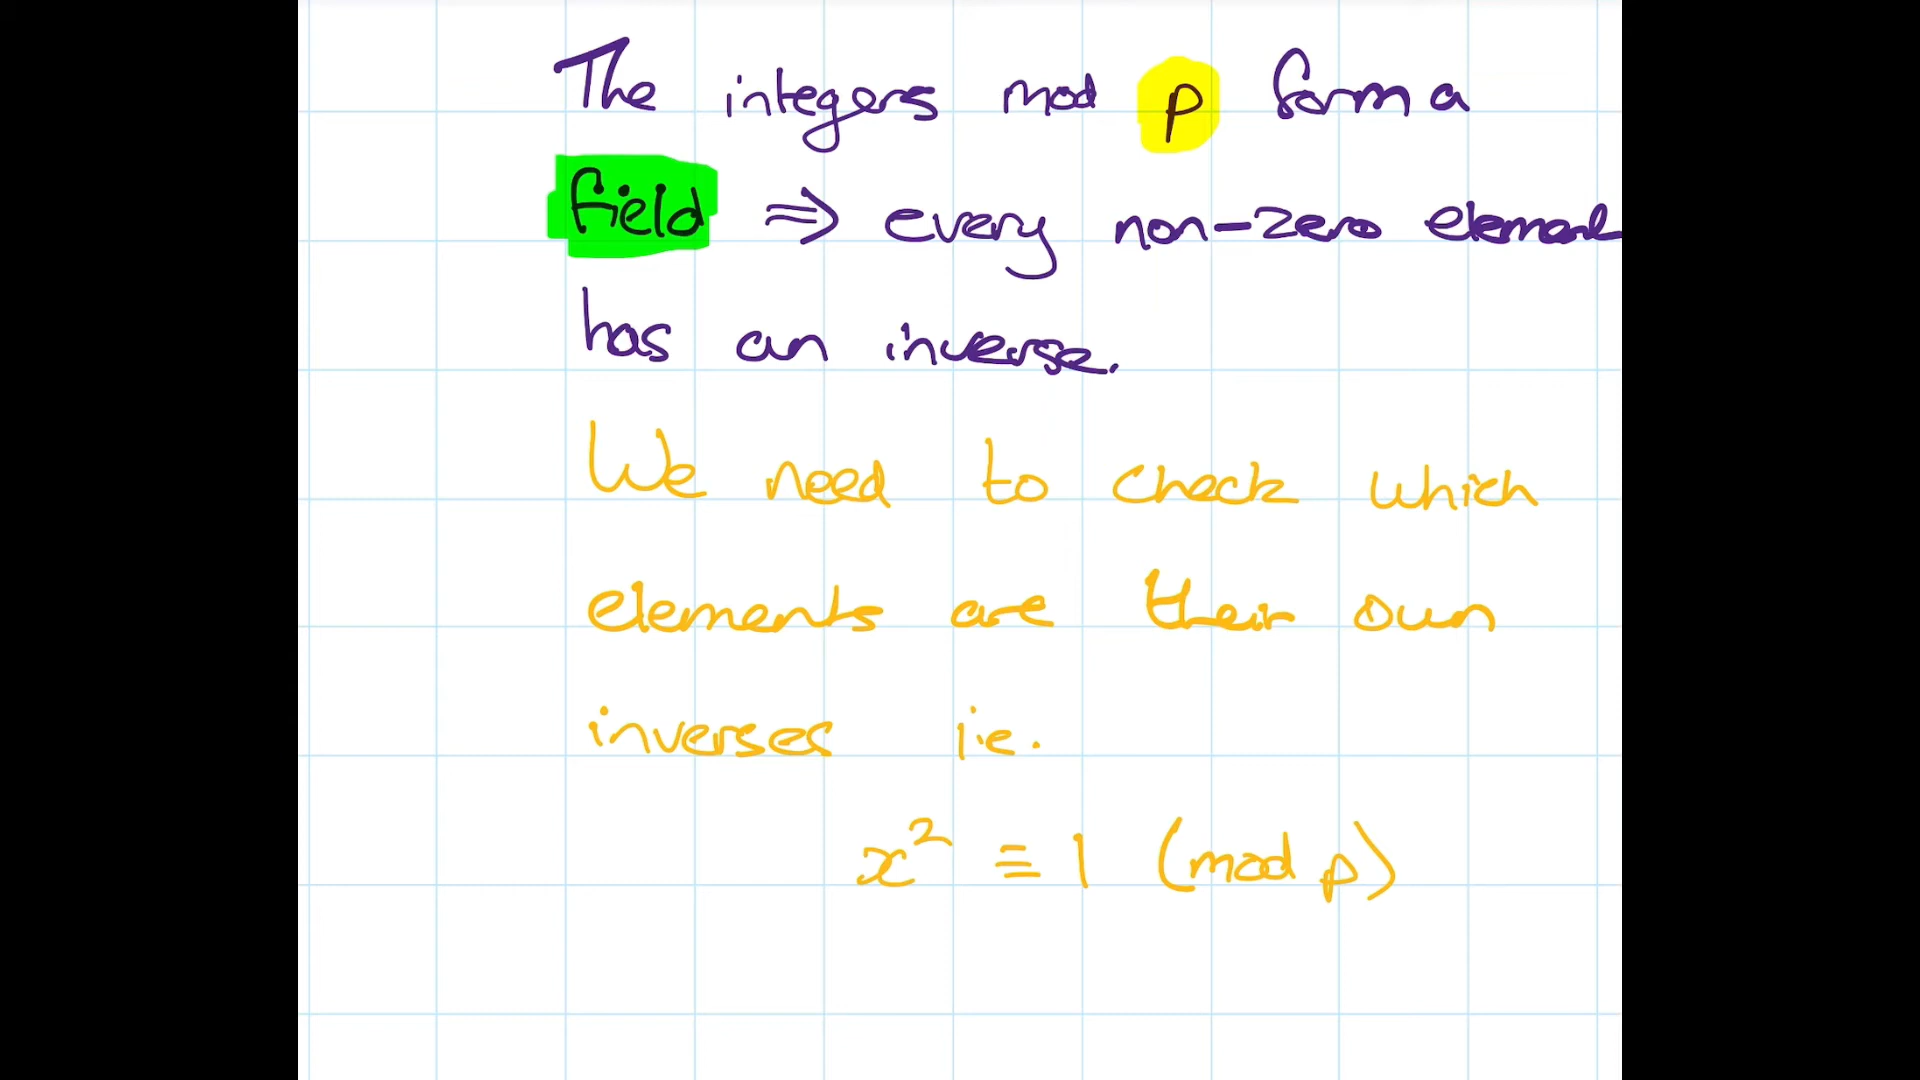 The integers mod p form a
field ⇒ every non-zero element
has an inverse.
We need to check which
elements are their own
inverses i.e.
x² ≡ 1 (mod p)